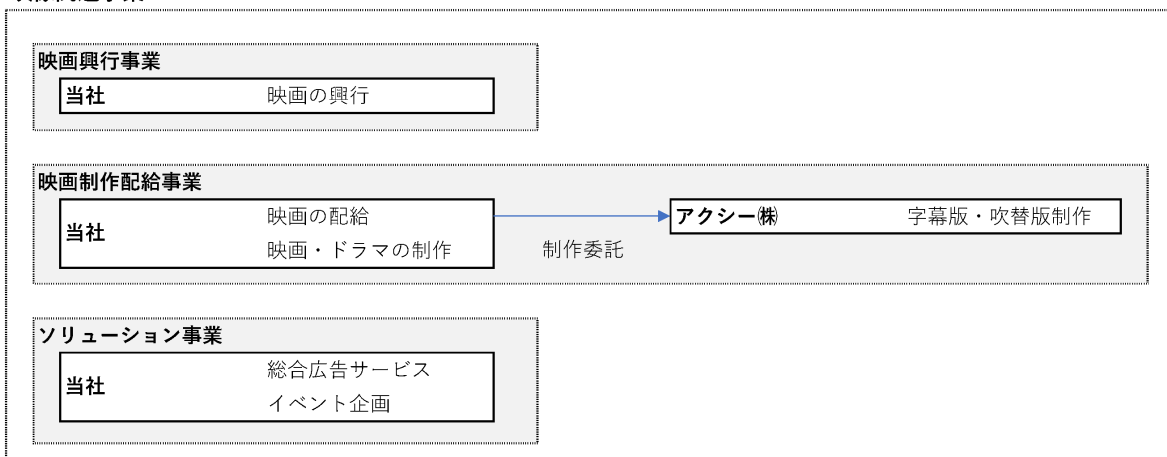 映画興行事業
当社 映画の興行
映画制作配給事業
当社 映画の配給
映画・ドラマの制作
制作委託
アクシー㈱ 字幕版・吹替版制作
ソリューション事業
当社 総合広告サービス
イベント企画